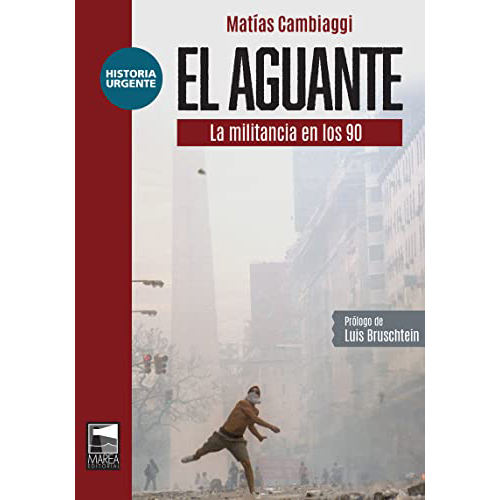 Matías Cambiaggi
HISTORIA
URGENTE
EL AGUANTE
La militancia en los 90
Prólogo de
Luis Bruschtein
MAREA
EDITORIAL